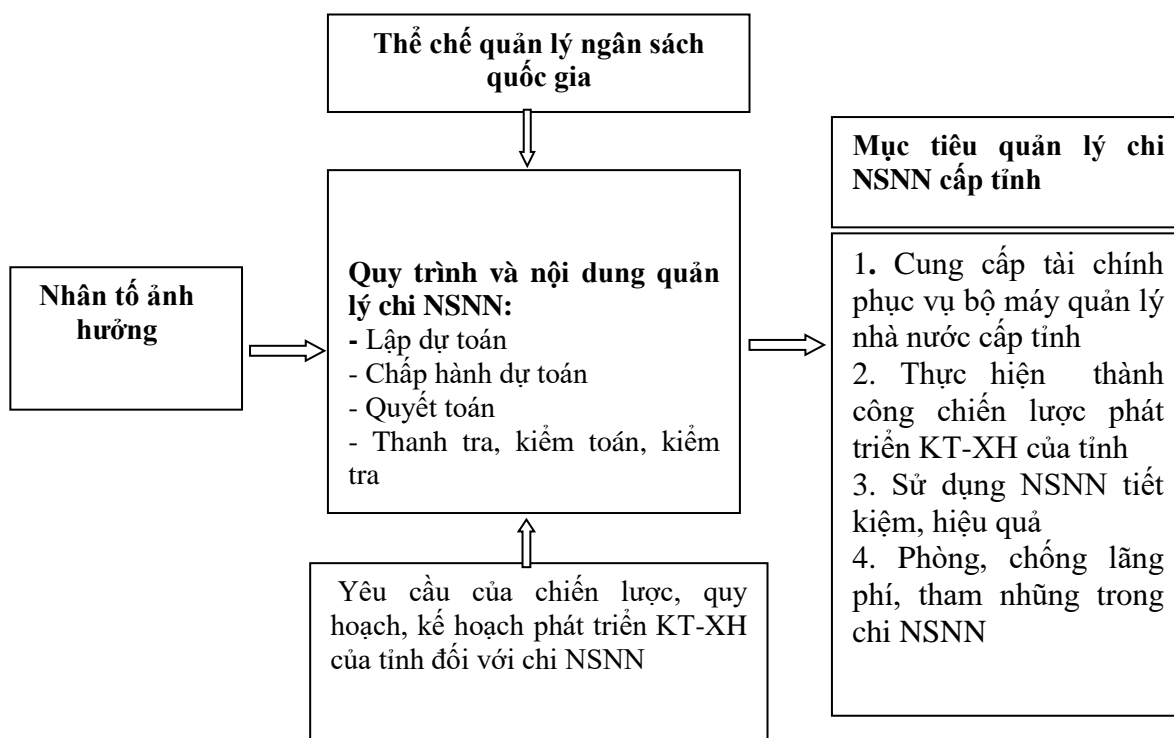 Thể chế quản lý ngân sách
quốc gia
Nhân tố ảnh
hưởng
Quy trình và nội dung quản
lý chi NSNN:
- Lập dự toán
- Chấp hành dự toán
- Quyết toán
- Thanh tra, kiểm toán, kiểm
tra
Yêu cầu của chiến lược, quy
hoạch, kế hoạch phát triển KT-XH
của tỉnh đối với chi NSNN
Mục tiêu quản lý chi
NSNN cấp tỉnh
1. Cung cấp tài chính
phục vụ bộ máy quản lý
nhà nước cấp tỉnh
2. Thực hiện thành
công chiến lược phát
triển KT-XH của tỉnh
3. Sử dụng NSNN tiết
kiệm, hiệu quả
4. Phòng, chống lãng
phí, tham nhũng trong
chi NSNN